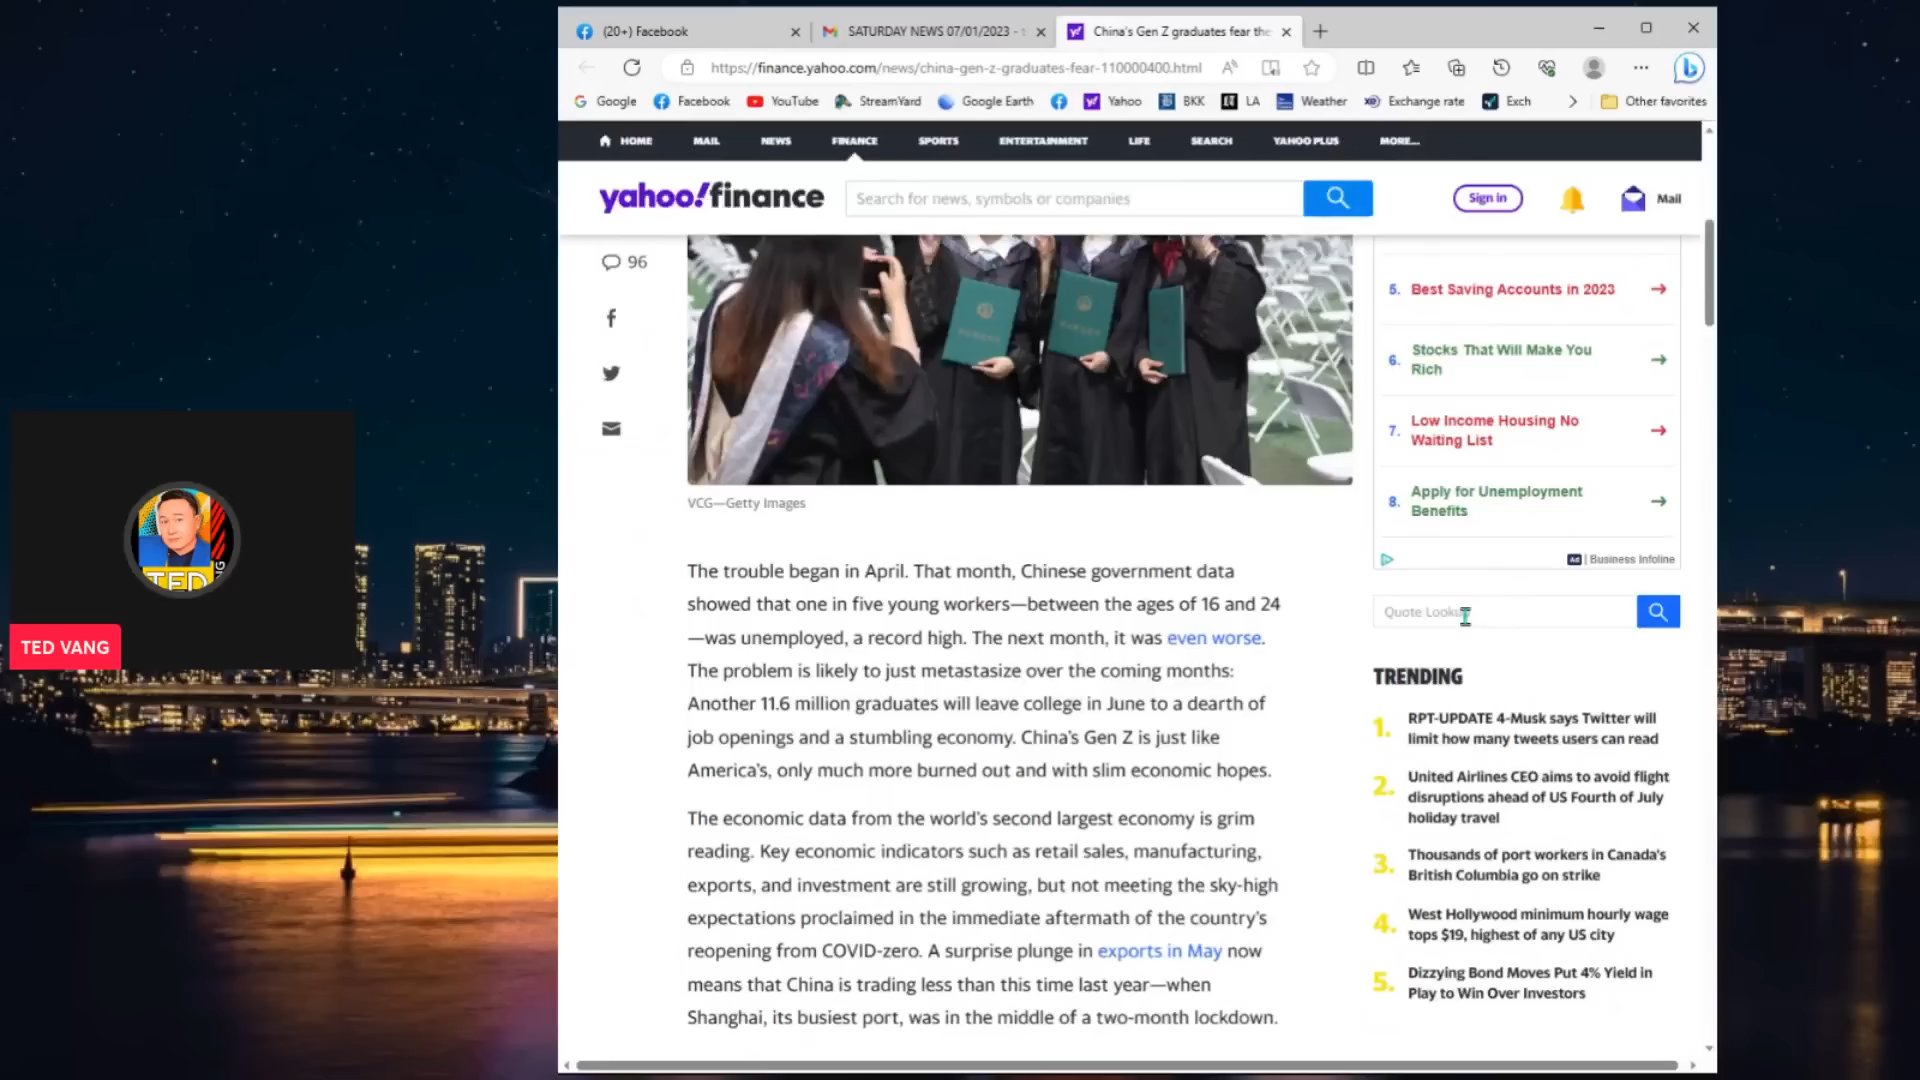 (20+) Facebook
SATURDAY NEWS 07/01/2023 -
China's Gen Z graduates fear the
https://finance.yahoo.com/news/china-gen-z-graduates-fear-110000400.html
Google
Facebook
YouTube
StreamYard
Google Earth
Yahoo
BKK
LA
Weather
Exchange rate
Exch
Other favorites
HOME
MAIL
NEWS
FINANCE
SPORTS
ENTERTAINMENT
LIFE
SEARCH
YAHOO PLUS
MORE...
yahoo!finance
Search for news, symbols or companies
Sign in
Mail
96
VCG—Getty Images
The trouble began in April. That month, Chinese government data
showed that one in five young workers—between the ages of 16 and 24
—was unemployed, a record high. The next month, it was even worse.
The problem is likely to just metastasize over the coming months:
Another 11.6 million graduates will leave college in June to a dearth of
job openings and a stumbling economy. China's Gen Z is just like
America's, only much more burned out and with slim economic hopes.
The economic data from the world's second largest economy is grim
reading. Key economic indicators such as retail sales, manufacturing,
exports, and investment are still growing, but not meeting the sky-high
expectations proclaimed in the immediate aftermath of the country's
reopening from COVID-zero. A surprise plunge in exports in May now
means that China is trading less than this time last year—when
Shanghai, its busiest port, was in the middle of a two-month lockdown.
5. Best Saving Accounts in 2023
6. Stocks That Will Make You
Rich
7. Low Income Housing No
Waiting List
8. Apply for Unemployment
Benefits
Ad | Business Infoline
Quote Lookup
TRENDING
1. RPT-UPDATE 4-Musk says Twitter will
limit how many tweets users can read
2. United Airlines CEO aims to avoid flight
disruptions ahead of US Fourth of July
holiday travel
3. Thousands of port workers in Canada's
British Columbia go on strike
4. West Hollywood minimum hourly wage
tops $19, highest of any US city
5. Dizzying Bond Moves Put 4% Yield in
Play to Win Over Investors
TED
TED VANG